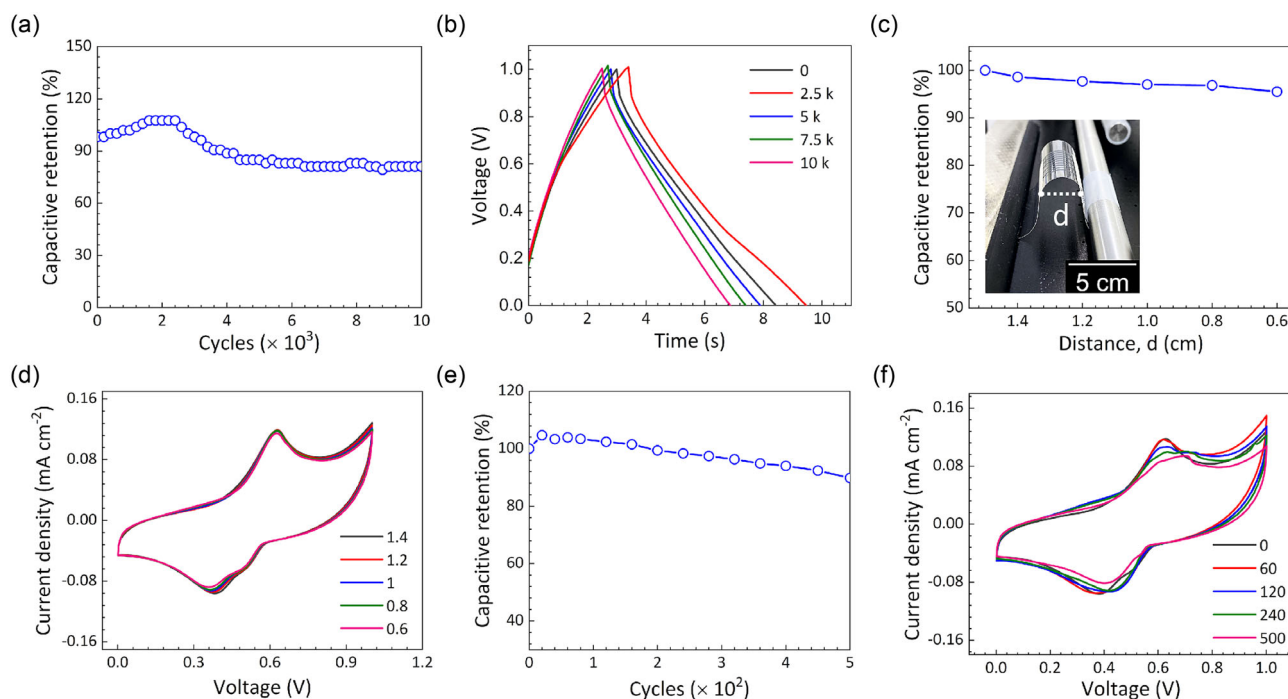 (a)
150
120
90
60
30
0
Capacitive retention (%)
0 2 4 6 8 10
Cycles (× 10³)
(b)
1.0
0.8
0.6
0.4
0.2
0.0
Voltage (V)
0
2.5 k
5 k
7.5 k
10 k
0 2 4 6 8 10
Time (s)
(c)
100
90
80
70
60
50
Capacitive retention (%)
d
5 cm
1.4 1.2 1.0 0.8 0.6
Distance, d (cm)
(d)
0.16
0.08
0.00
-0.08
-0.16
Current density (mA cm⁻²)
1.4
1.2
1
0.8
0.6
0.0 0.3 0.6 0.9 1.2
Voltage (V)
(e)
120
100
80
60
40
Capacitive retention (%)
0 1 2 3 4 5
Cycles (× 10²)
(f)
0.16
0.08
0.00
-0.08
-0.16
Current density (mA cm⁻²)
0
60
120
240
500
0.0 0.2 0.4 0.6 0.8 1.0
Voltage (V)